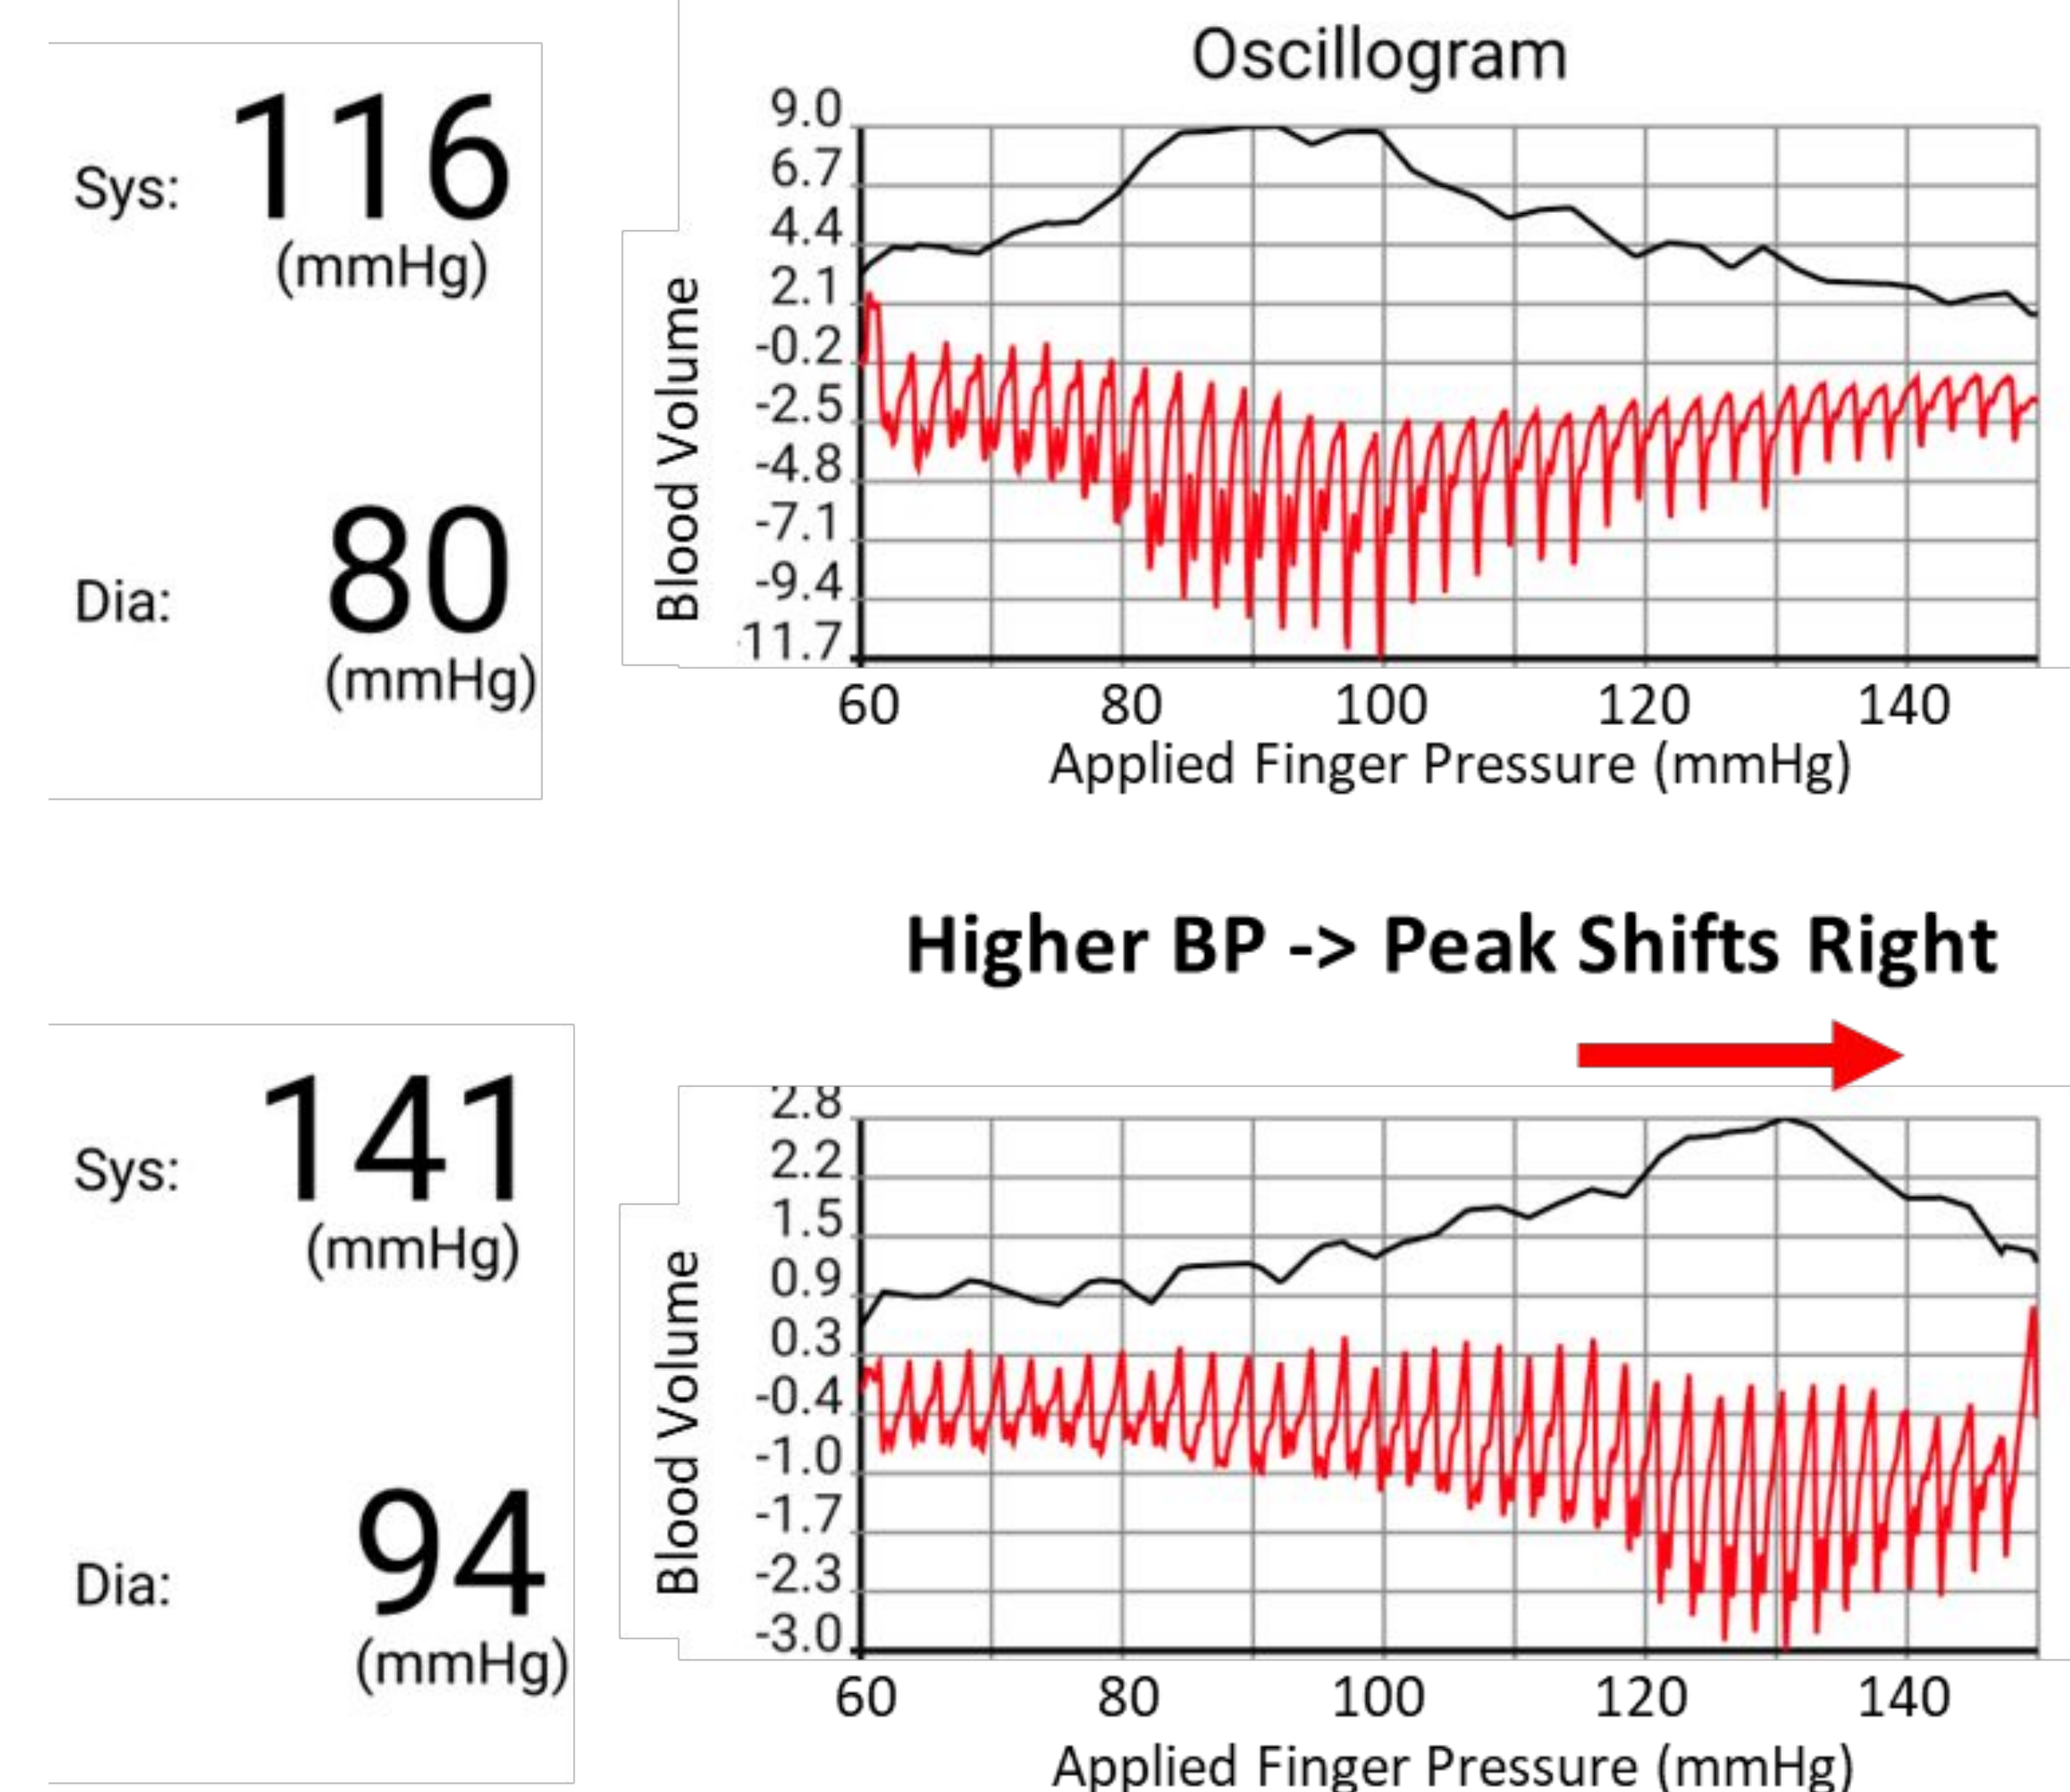 Sys: 116
(mmHg)
Dia: 80
(mmHg)
Oscillogram
Blood Volume
9.0
6.7
4.4
2.1
-0.2
-2.5
-4.8
-7.1
-9.4
11.7
60 80 100 120 140
Applied Finger Pressure (mmHg)
Higher BP -> Peak Shifts Right
Sys: 141
(mmHg)
Dia: 94
(mmHg)
Blood Volume
2.8
2.2
1.5
0.9
0.3
-0.4
-1.0
-1.7
-2.3
-3.0
60 80 100 120 140
Applied Finger Pressure (mmHg)